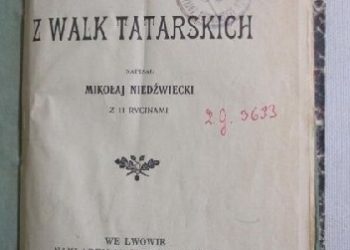 Z WALK TATARSKICH
NAPISAŁ
MIKOŁAJ NIEDŹWIECKI
Z 11 RYCINAMI
2.g. 3633
WE LWOWIE